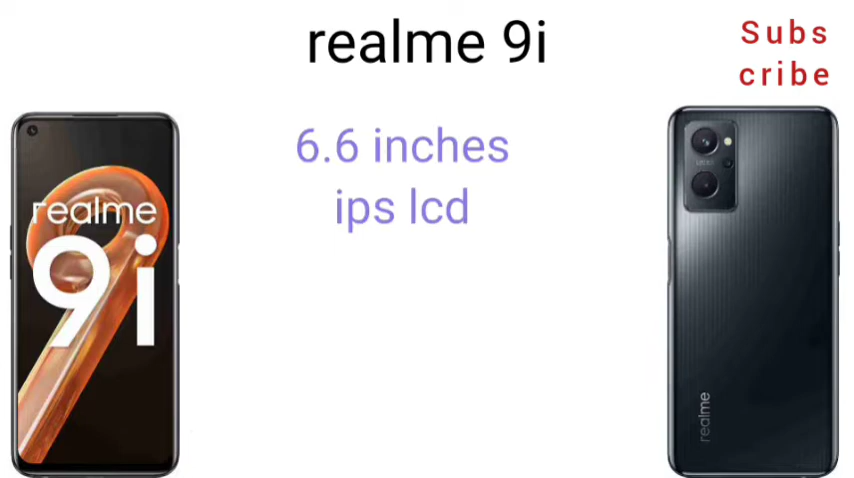 realme 9i
Subs
cribe
6.6 inches
ips lcd
realme
9i
realme